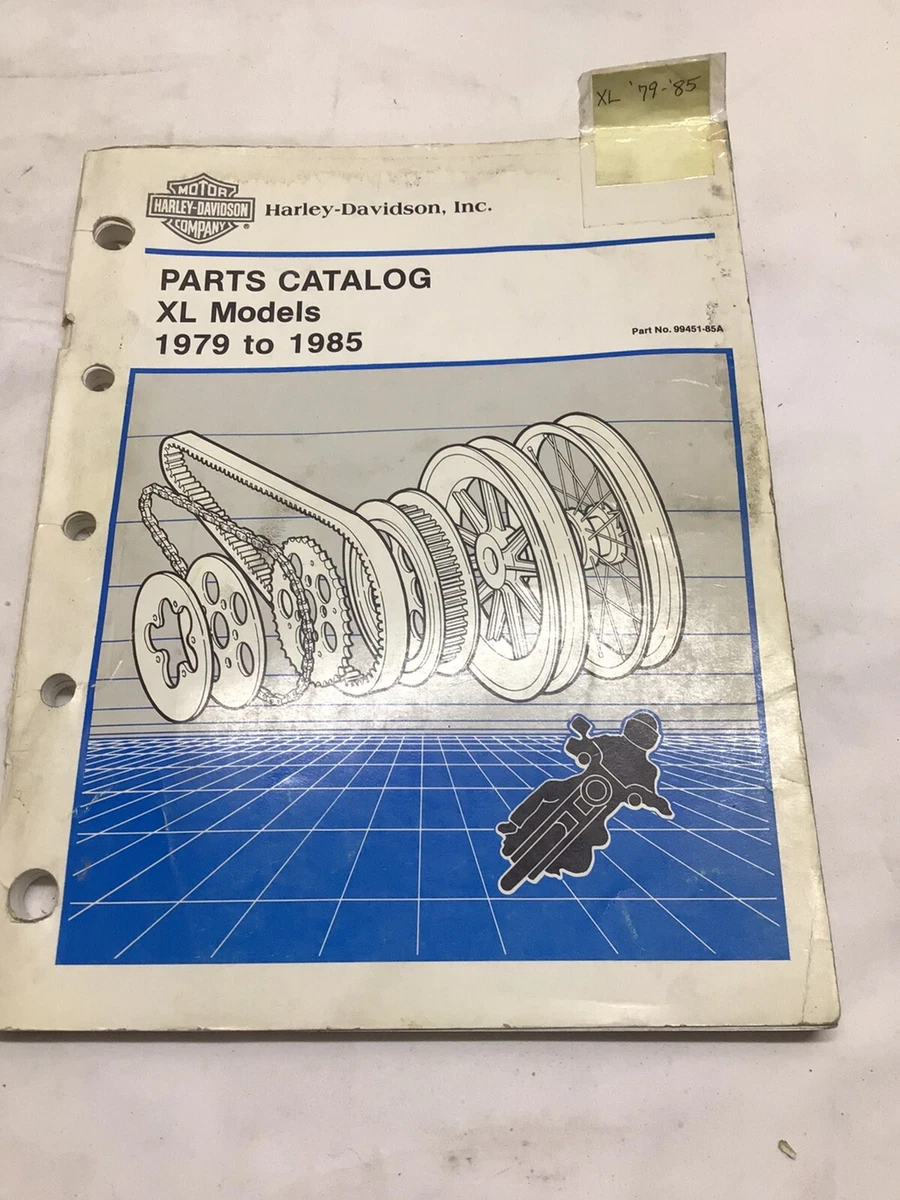 XL '79-'85
MOTOR
HARLEY-DAVIDSON
COMPANY
®
Harley-Davidson, Inc.
PARTS CATALOG
XL Models
1979 to 1985
Part No. 99451-85A